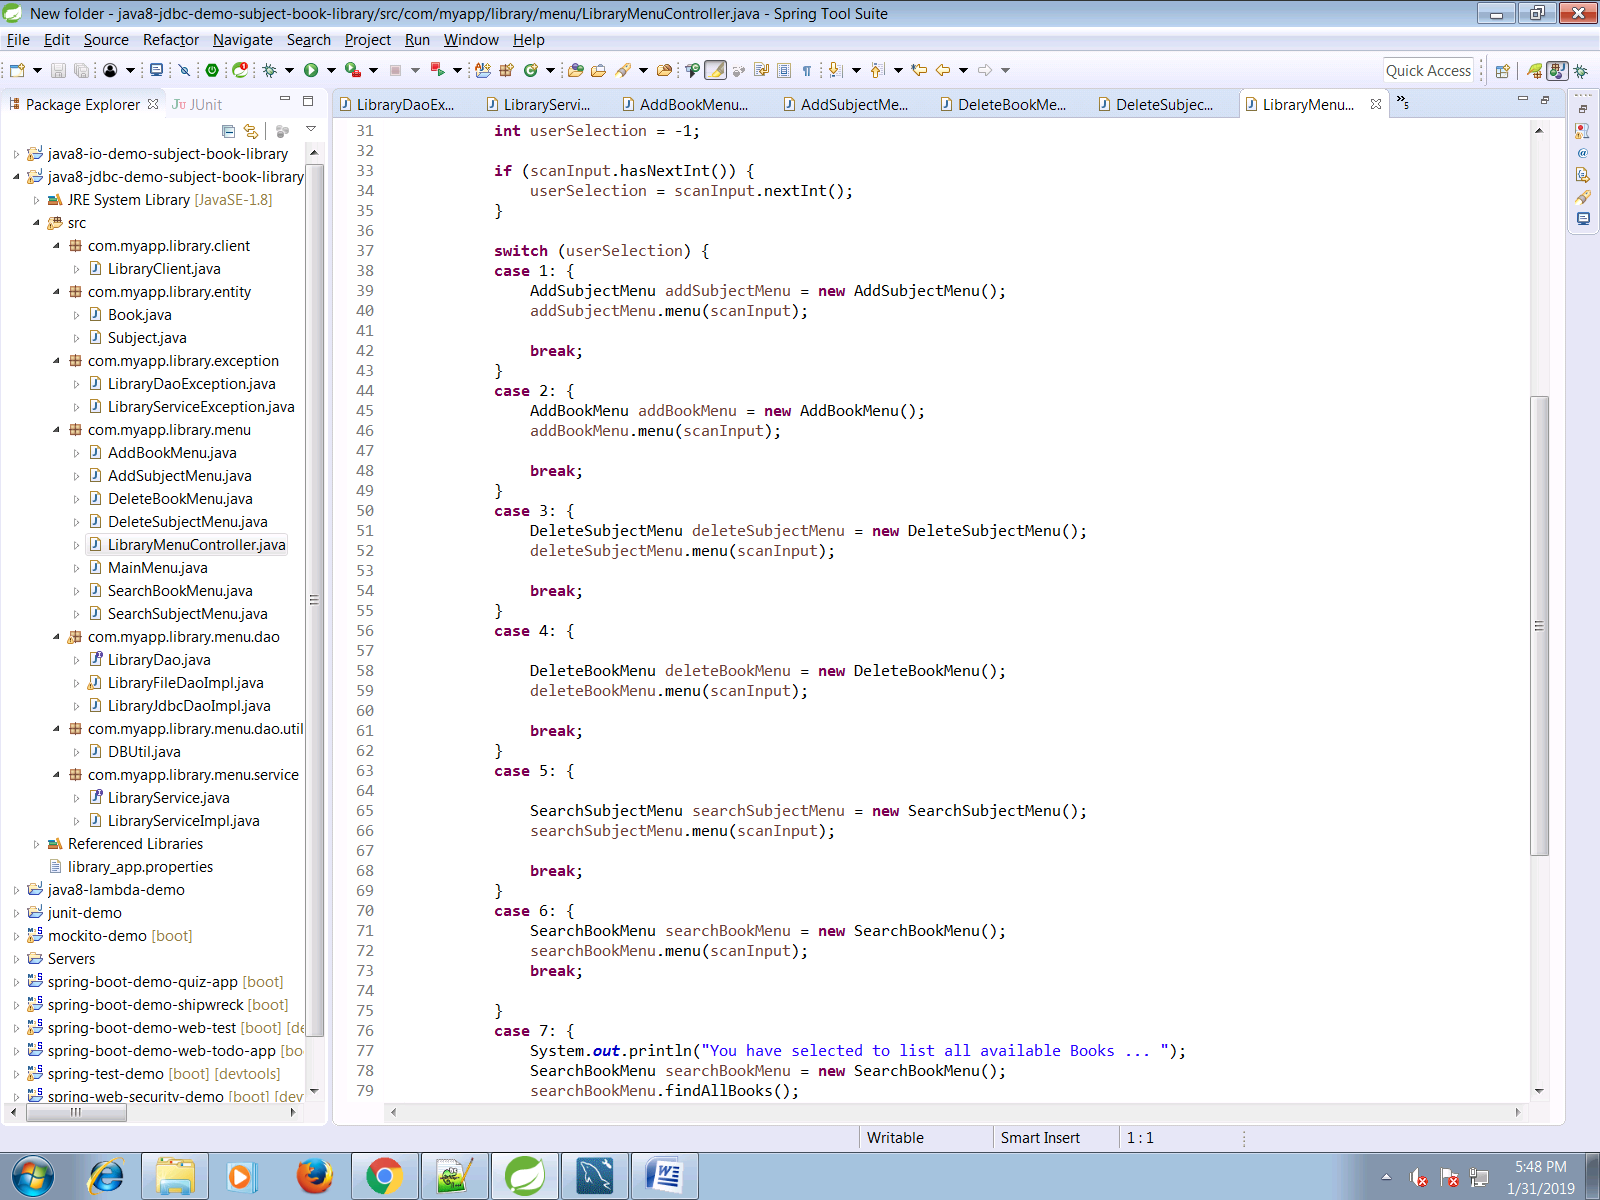 New folder - java8-jdbc-demo-subject-book-library/src/com/myapp/library/menu/LibraryMenuController.java - Spring Tool Suite
File Edit Source Refactor Navigate Search Project Run Window Help
Quick Access
Package Explorer
JUnit
java8-io-demo-subject-book-library
java8-jdbc-demo-subject-book-library
JRE System Library [JavaSE-1.8]
src
com.myapp.library.client
LibraryClient.java
com.myapp.library.entity
Book.java
Subject.java
com.myapp.library.exception
LibraryDaoException.java
LibraryServiceException.java
com.myapp.library.menu
AddBookMenu.java
AddSubjectMenu.java
DeleteBookMenu.java
DeleteSubjectMenu.java
LibraryMenuController.java
MainMenu.java
SearchBookMenu.java
SearchSubjectMenu.java
com.myapp.library.menu.dao
LibraryDao.java
LibraryFileDaoImpl.java
LibraryJdbcDaoImpl.java
com.myapp.library.menu.dao.util
DBUtil.java
com.myapp.library.menu.service
LibraryService.java
LibraryServiceImpl.java
Referenced Libraries
library_app.properties
java8-lambda-demo
junit-demo
mockito-demo [boot]
Servers
spring-boot-demo-quiz-app [boot]
spring-boot-demo-shipwreck [boot]
spring-boot-demo-web-test [boot] [de
spring-boot-demo-web-todo-app [bo
spring-test-demo [boot] [devtools]
spring-web-security-demo [boot] [dev
LibraryDaoEx... LibraryServi... AddBookMenu... AddSubjectMe... DeleteBookMe... DeleteSubjec... LibraryMenu... »5
31 int userSelection = -1;
32
33 if (scanInput.hasNextInt()) {
34 userSelection = scanInput.nextInt();
35 }
36
37 switch (userSelection) {
38 case 1: {
39 AddSubjectMenu addSubjectMenu = new AddSubjectMenu();
40 addSubjectMenu.menu(scanInput);
41
42 break;
43 }
44 case 2: {
45 AddBookMenu addBookMenu = new AddBookMenu();
46 addBookMenu.menu(scanInput);
47
48 break;
49 }
50 case 3: {
51 DeleteSubjectMenu deleteSubjectMenu = new DeleteSubjectMenu();
52 deleteSubjectMenu.menu(scanInput);
53
54 break;
55 }
56 case 4: {
57
58 DeleteBookMenu deleteBookMenu = new DeleteBookMenu();
59 deleteBookMenu.menu(scanInput);
60
61 break;
62 }
63 case 5: {
64
65 SearchSubjectMenu searchSubjectMenu = new SearchSubjectMenu();
66 searchSubjectMenu.menu(scanInput);
67
68 break;
69 }
70 case 6: {
71 SearchBookMenu searchBookMenu = new SearchBookMenu();
72 searchBookMenu.menu(scanInput);
73 break;
74
75 }
76 case 7: {
77 System.out.println("You have selected to list all available Books ... ");
78 SearchBookMenu searchBookMenu = new SearchBookMenu();
79 searchBookMenu.findAllBooks();
Writable Smart Insert 1 : 1
5:48 PM
1/31/2019